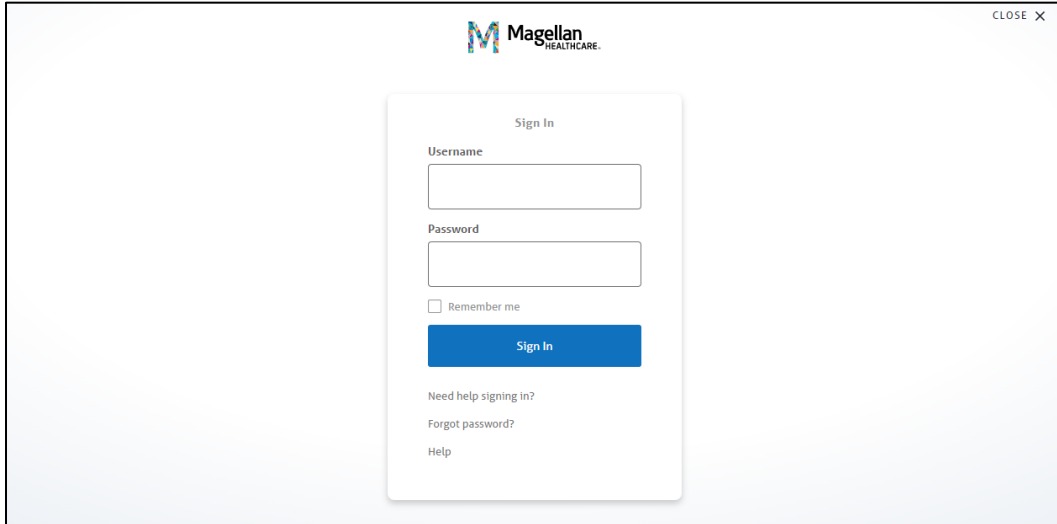 CLOSE X
Magellan
HEALTHCARE.
Sign In
Username
Password
Remember me
Sign In
Need help signing in?
Forgot password?
Help